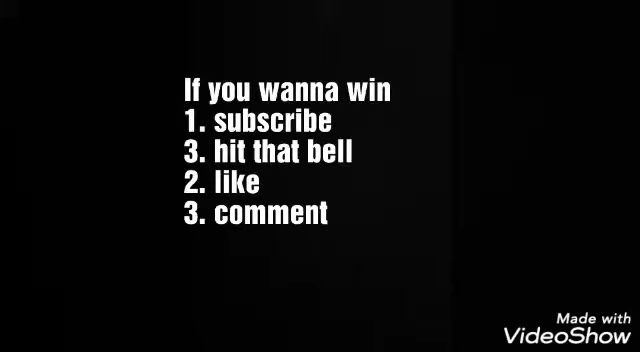 If you wanna win
1. subscribe
3. hit that bell
2. like
3. comment
Made with
VideoShow